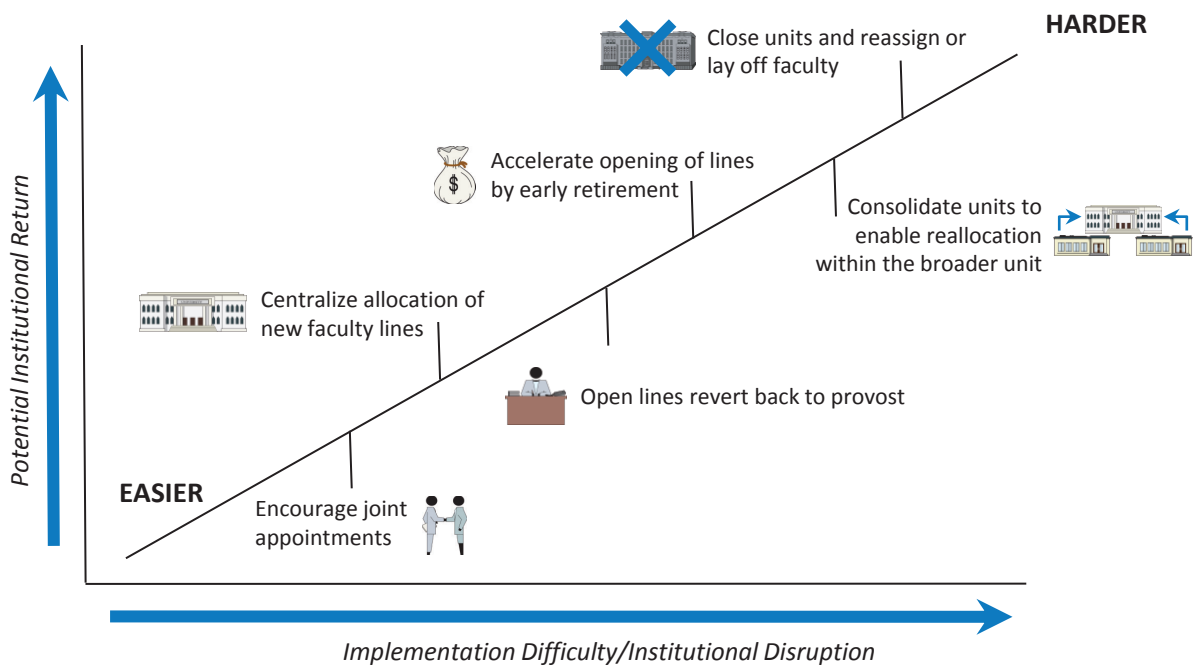 HARDER
Close units and reassign or
lay off faculty
Accelerate opening of lines
by early retirement
$
Consolidate units to
enable reallocation
within the broader unit
Centralize allocation of
new faculty lines
Open lines revert back to provost
EASIER
Encourage joint
appointments
Potential Institutional Return
Implementation Difficulty/Institutional Disruption